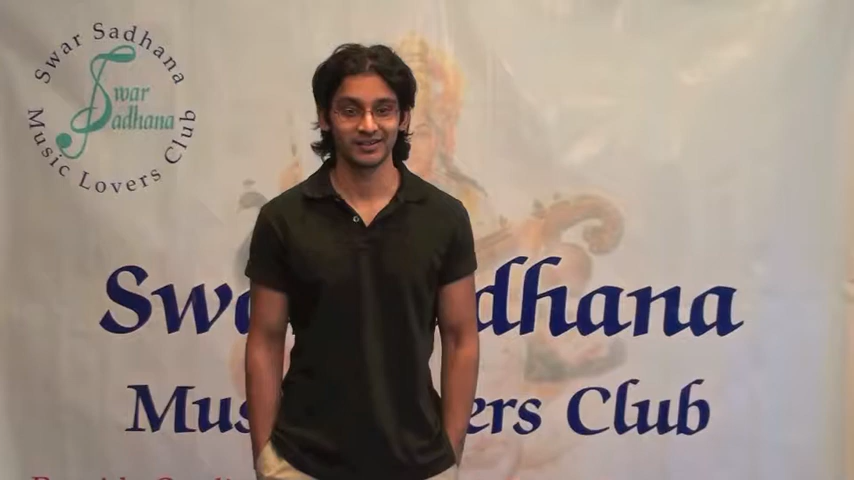 Swar Sadhana
Music Lovers Club
Swar
Sadhana
Swa dhana
Mus ers Club